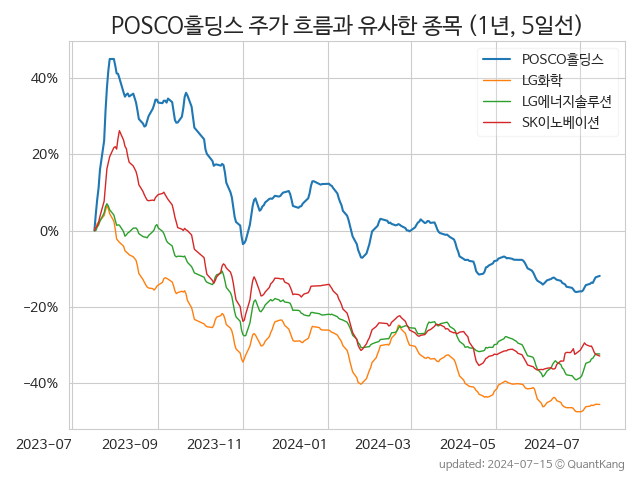 POSCO홀딩스 주가 흐름과 유사한 종목 (1년, 5일선)
POSCO홀딩스
LG화학
LG에너지솔루션
SK이노베이션
40%
20%
0%
−20%
−40%
2023-07
2023-09
2023-11
2024-01
2024-03
2024-05
2024-07
updated: 2024-07-15 © QuantKang